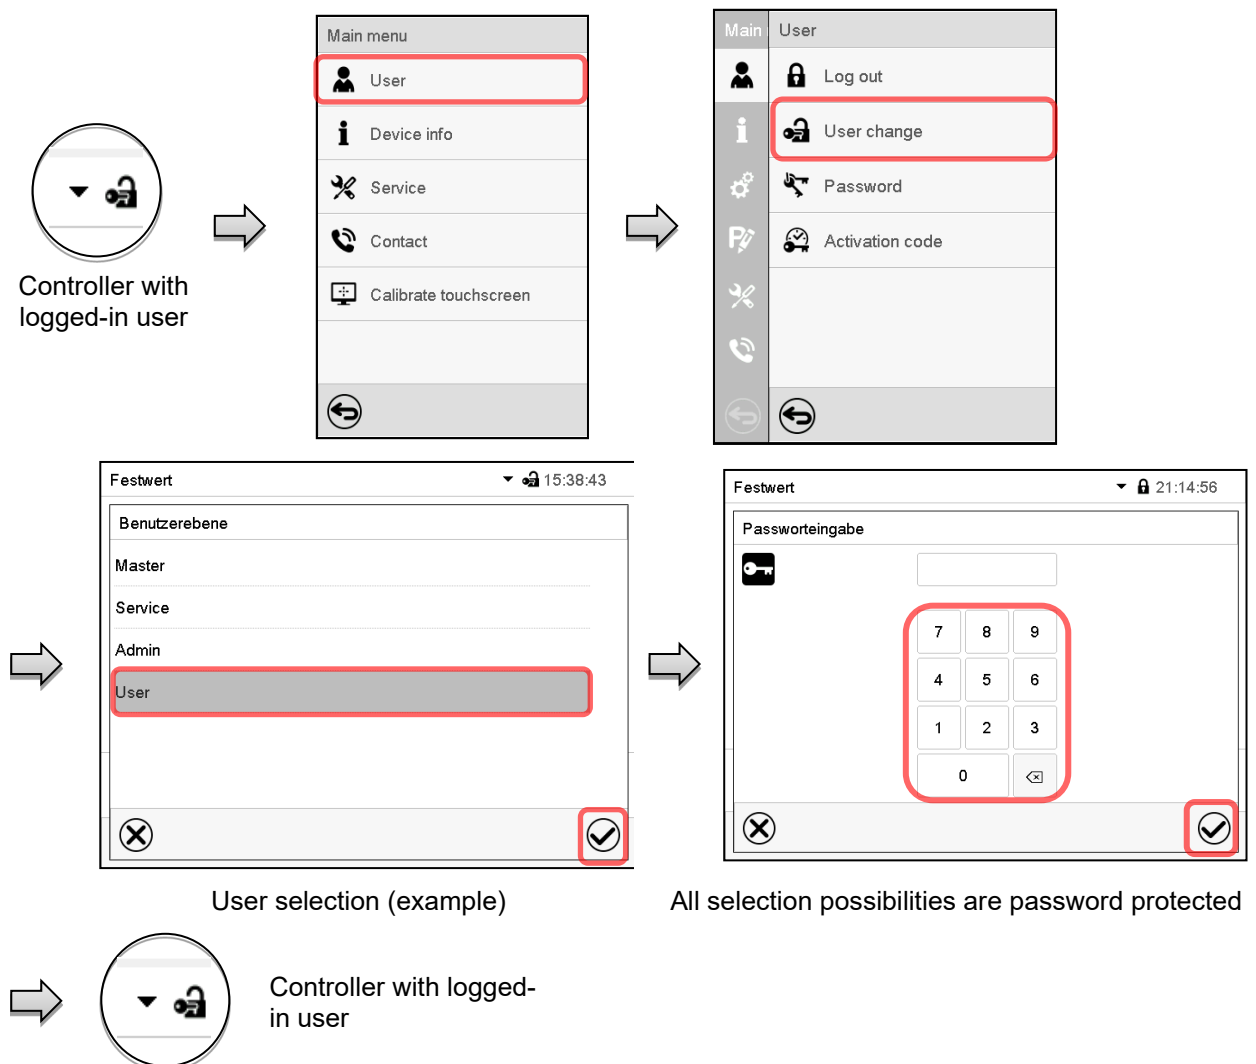 Main menu
User
Device info
Service
Contact
Calibrate touchscreen
Main
User
Log out
User change
Password
Activation code
Controller with
logged-in user
Festwert
15:38:43
Benutzerebene
Master
Service
Admin
User
Festwert
21:14:56
Passworteingabe
7 8 9
4 5 6
1 2 3
0
User selection (example)
All selection possibilities are password protected
Controller with logged-
in user